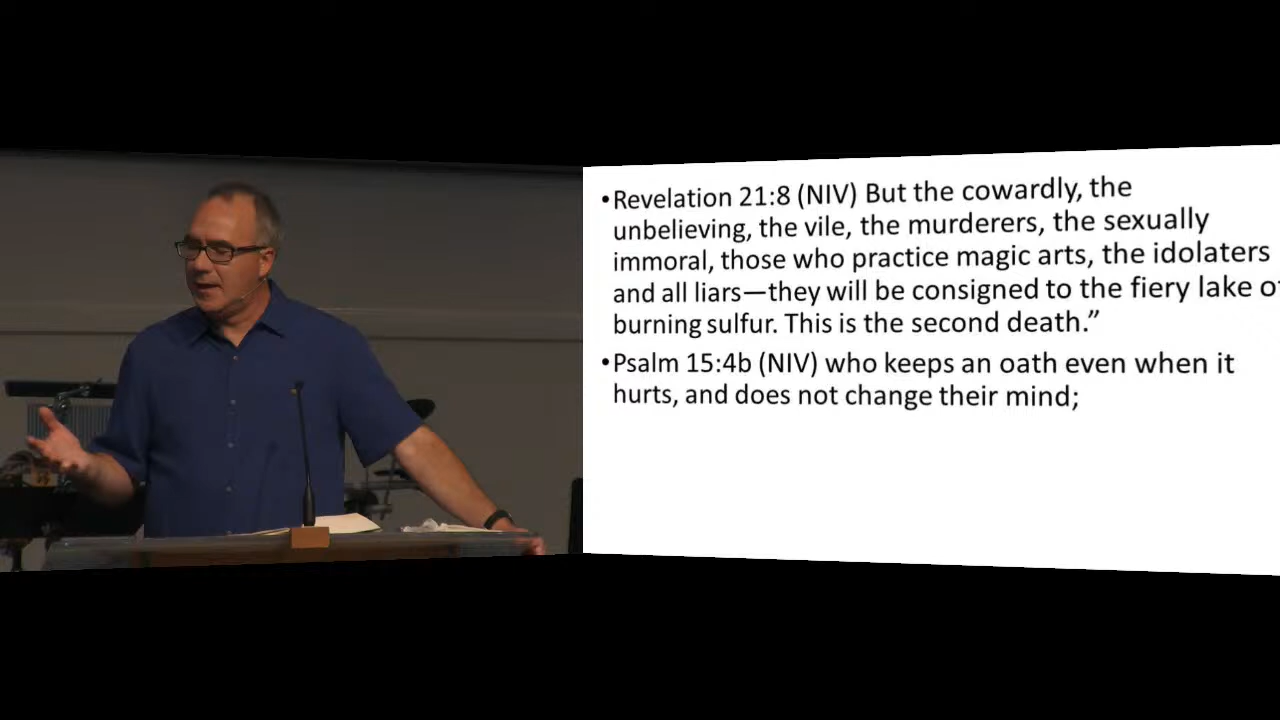 •Revelation 21:8 (NIV) But the cowardly, the
unbelieving, the vile, the murderers, the sexually
immoral, those who practice magic arts, the idolaters
and all liars—they will be consigned to the fiery lake of
burning sulfur. This is the second death.”
•Psalm 15:4b (NIV) who keeps an oath even when it
hurts, and does not change their mind;